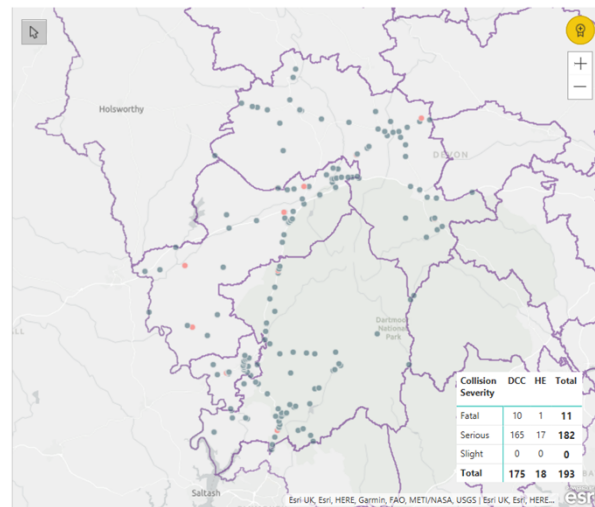 Holsworthy
DEVON
Dartmoor
National
Park
LL
Collision DCC HE Total
Severity
Fatal 10 1 11
Serious 165 17 182
Slight 0 0 0
Total 175 18 193
Saltash
Esri UK, Esri, HERE, Garmin, FAO, METI/NASA, USGS | Esri UK, Esri, HERE...
esri